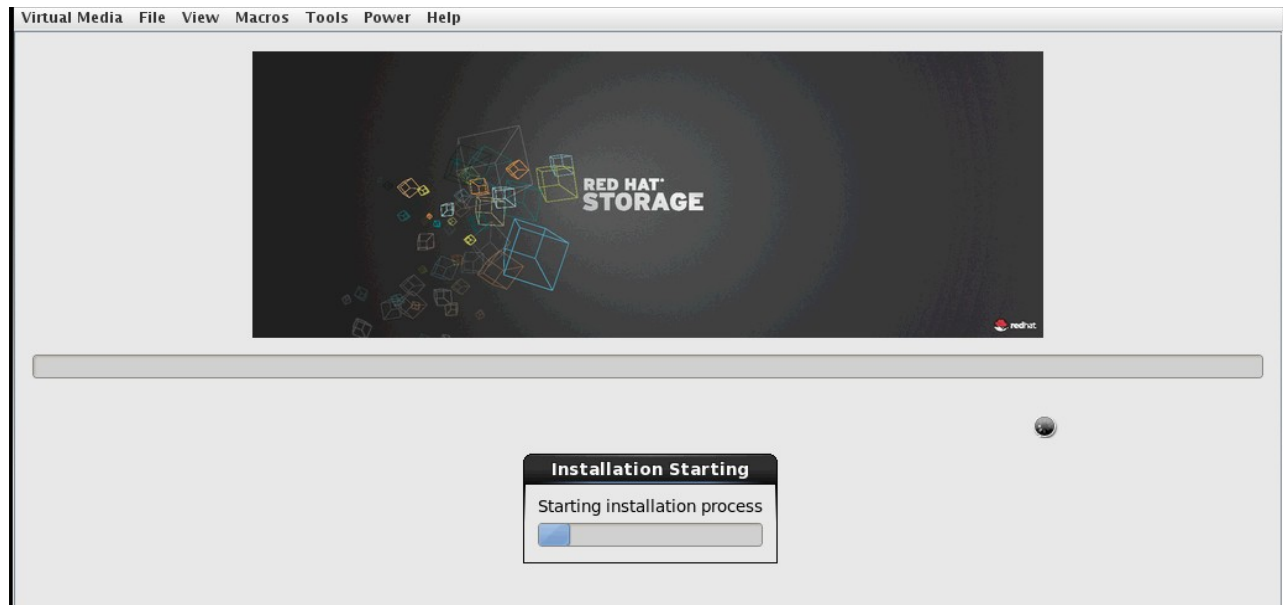 Virtual Media File View Macros Tools Power Help
RED HAT
STORAGE
redhat
Installation Starting
Starting installation process